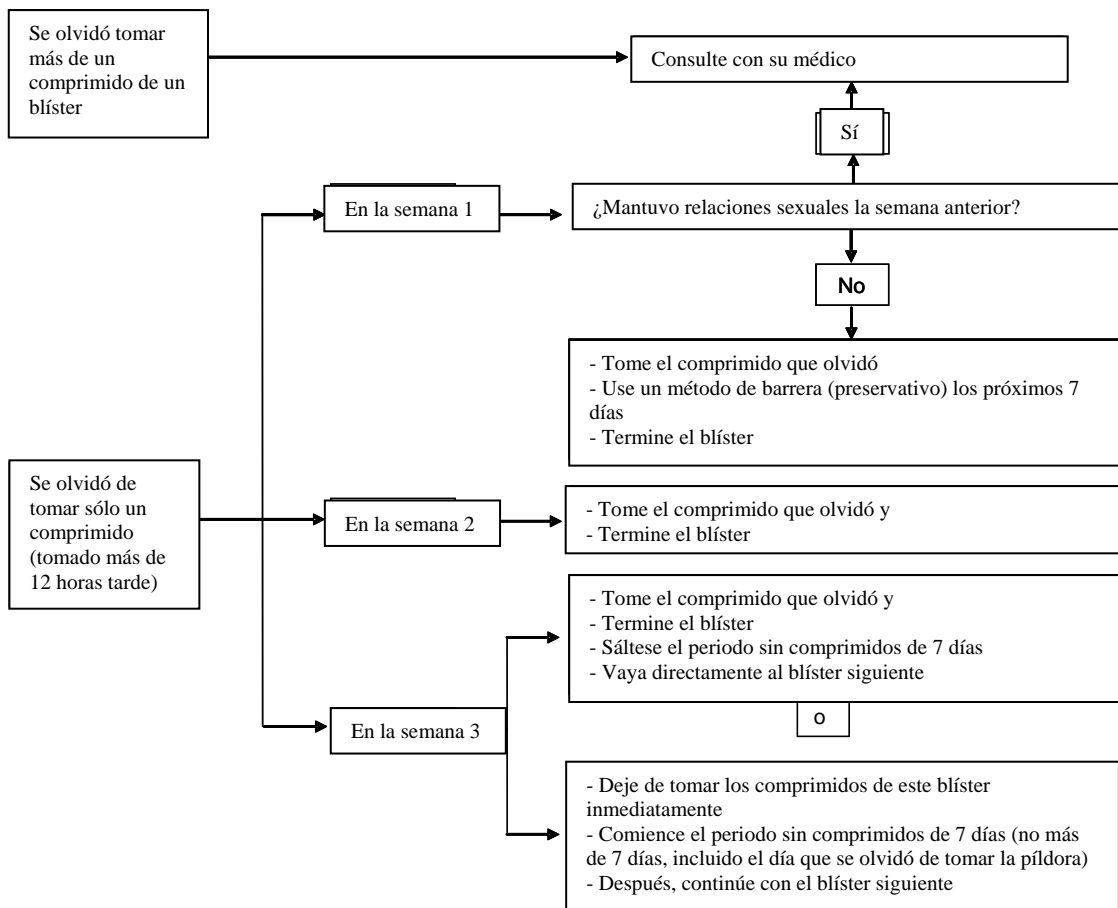 Se olvidó tomar
más de un
comprimido de un
blíster
Consulte con su médico
Sí
En la semana 1
¿Mantuvo relaciones sexuales la semana anterior?
No
- Tome el comprimido que olvidó
- Use un método de barrera (preservativo) los próximos 7
días
- Termine el blíster
Se olvidó de
tomar sólo un
comprimido
(tomado más de
12 horas tarde)
En la semana 2
- Tome el comprimido que olvidó y
- Termine el blíster
- Tome el comprimido que olvidó y
- Termine el blíster
- Sáltese el periodo sin comprimidos de 7 días
- Vaya directamente al blíster siguiente
o
En la semana 3
- Deje de tomar los comprimidos de este blíster
inmediatamente
- Comience el periodo sin comprimidos de 7 días (no más
de 7 días, incluido el día que se olvidó de tomar la píldora)
- Después, continúe con el blíster siguiente